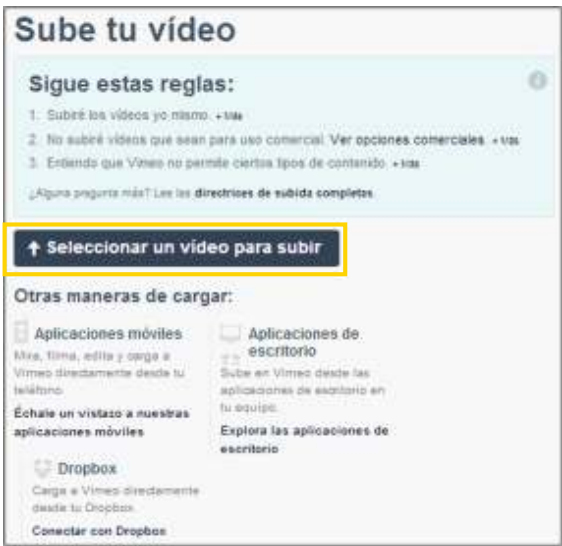 Sube tu vídeo
Sigue estas reglas:
1. Subiré los vídeos yo mismo. + Más
2. No subiré vídeos que sean para uso comercial. Ver opciones comerciales. + Más
3. Entiendo que Vimeo no permite ciertos tipos de contenido. + Más
¿Alguna pregunta más? Lee las directrices de subida completas.
Seleccionar un vídeo para subir
Otras maneras de cargar:
Aplicaciones móviles
Mira, filma, edita y carga a
Vimeo directamente desde tu
teléfono.
Échale un vistazo a nuestras
aplicaciones móviles
Aplicaciones de
escritorio
Sube en Vimeo desde las
aplicaciones de escritorio en
tu equipo.
Explora las aplicaciones de
escritorio
Dropbox
Carga a Vimeo directamente
desde tu Dropbox.
Conectar con Dropbox